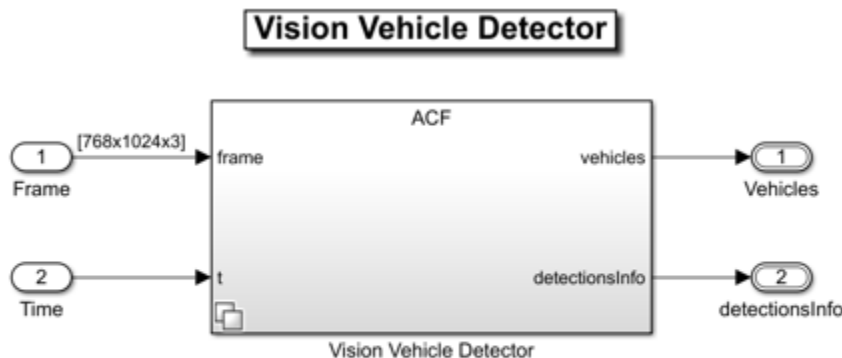 Vision Vehicle Detector
ACF
[768x1024x3]
1
frame
vehicles
1
Frame
Vehicles
2
t
detectionsInfo
2
Time
detectionsInfo
Vision Vehicle Detector